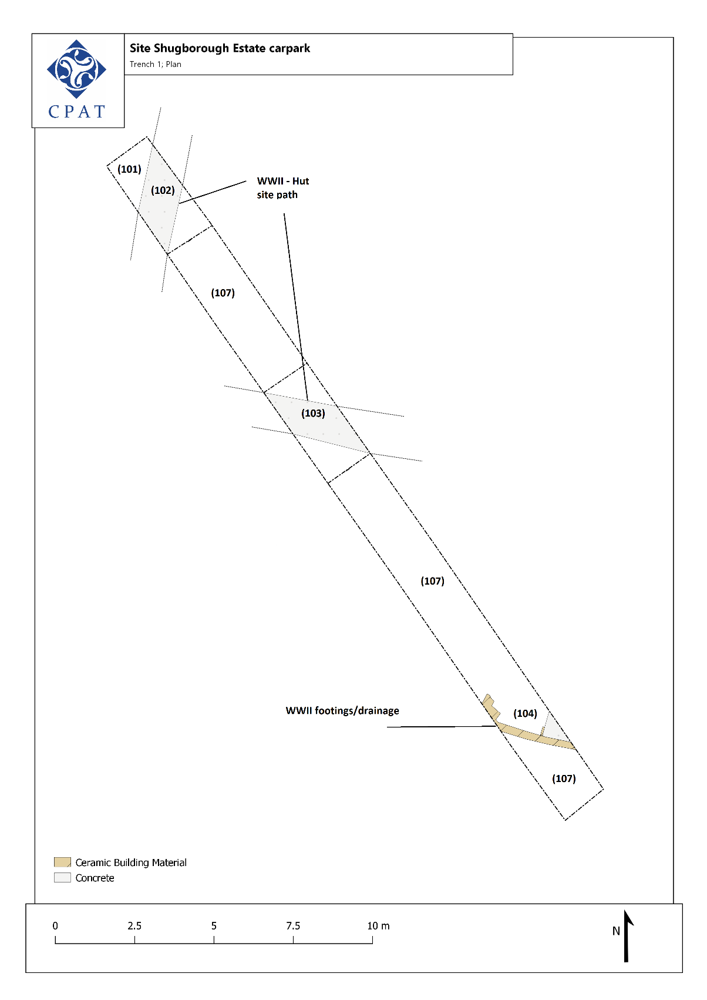 Site Shugborough Estate carpark
Trench 1; Plan
CPAT
(101)
(102)
WWII - Hut
site path
(107)
(103)
(107)
WWII footings/drainage
(104)
(107)
Ceramic Building Material
Concrete
0 2.5 5 7.5 10 m
N